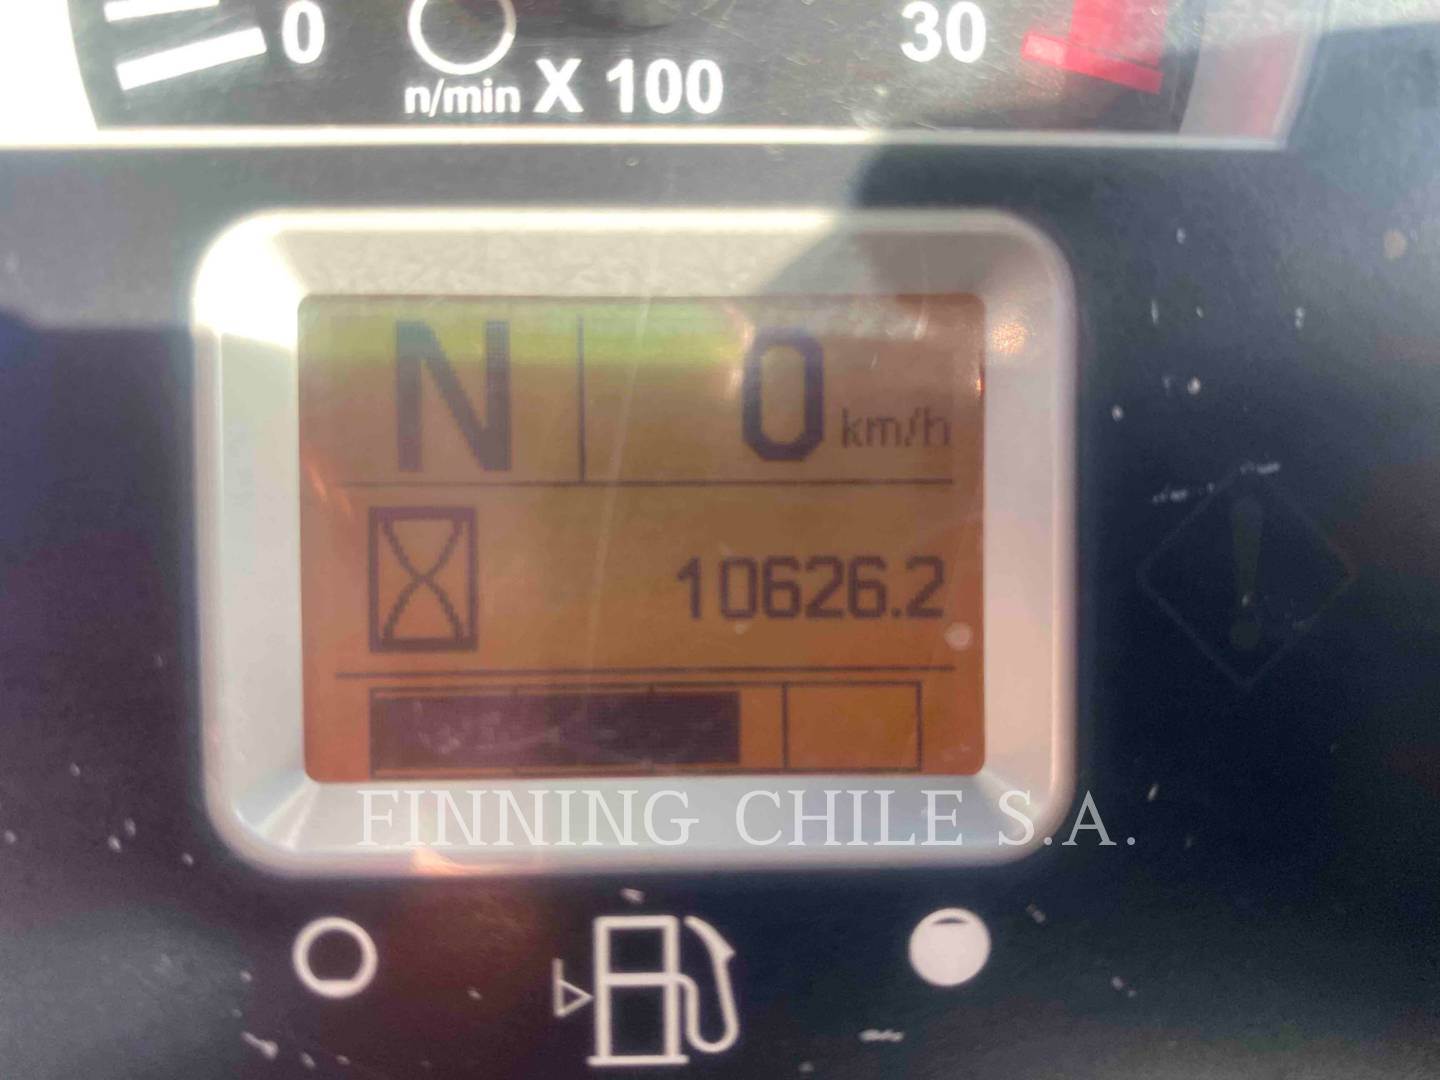 0 30
n/min X 100
N 0 km/h
10626.2
FINNING CHILE S.A.